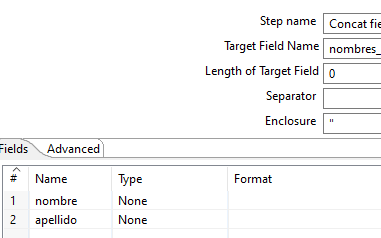 Step name Concat fie
Target Field Name nombres_
Length of Target Field 0
Separator
Enclosure "
Fields Advanced
# Name Type Format
1 nombre None
2 apellido None